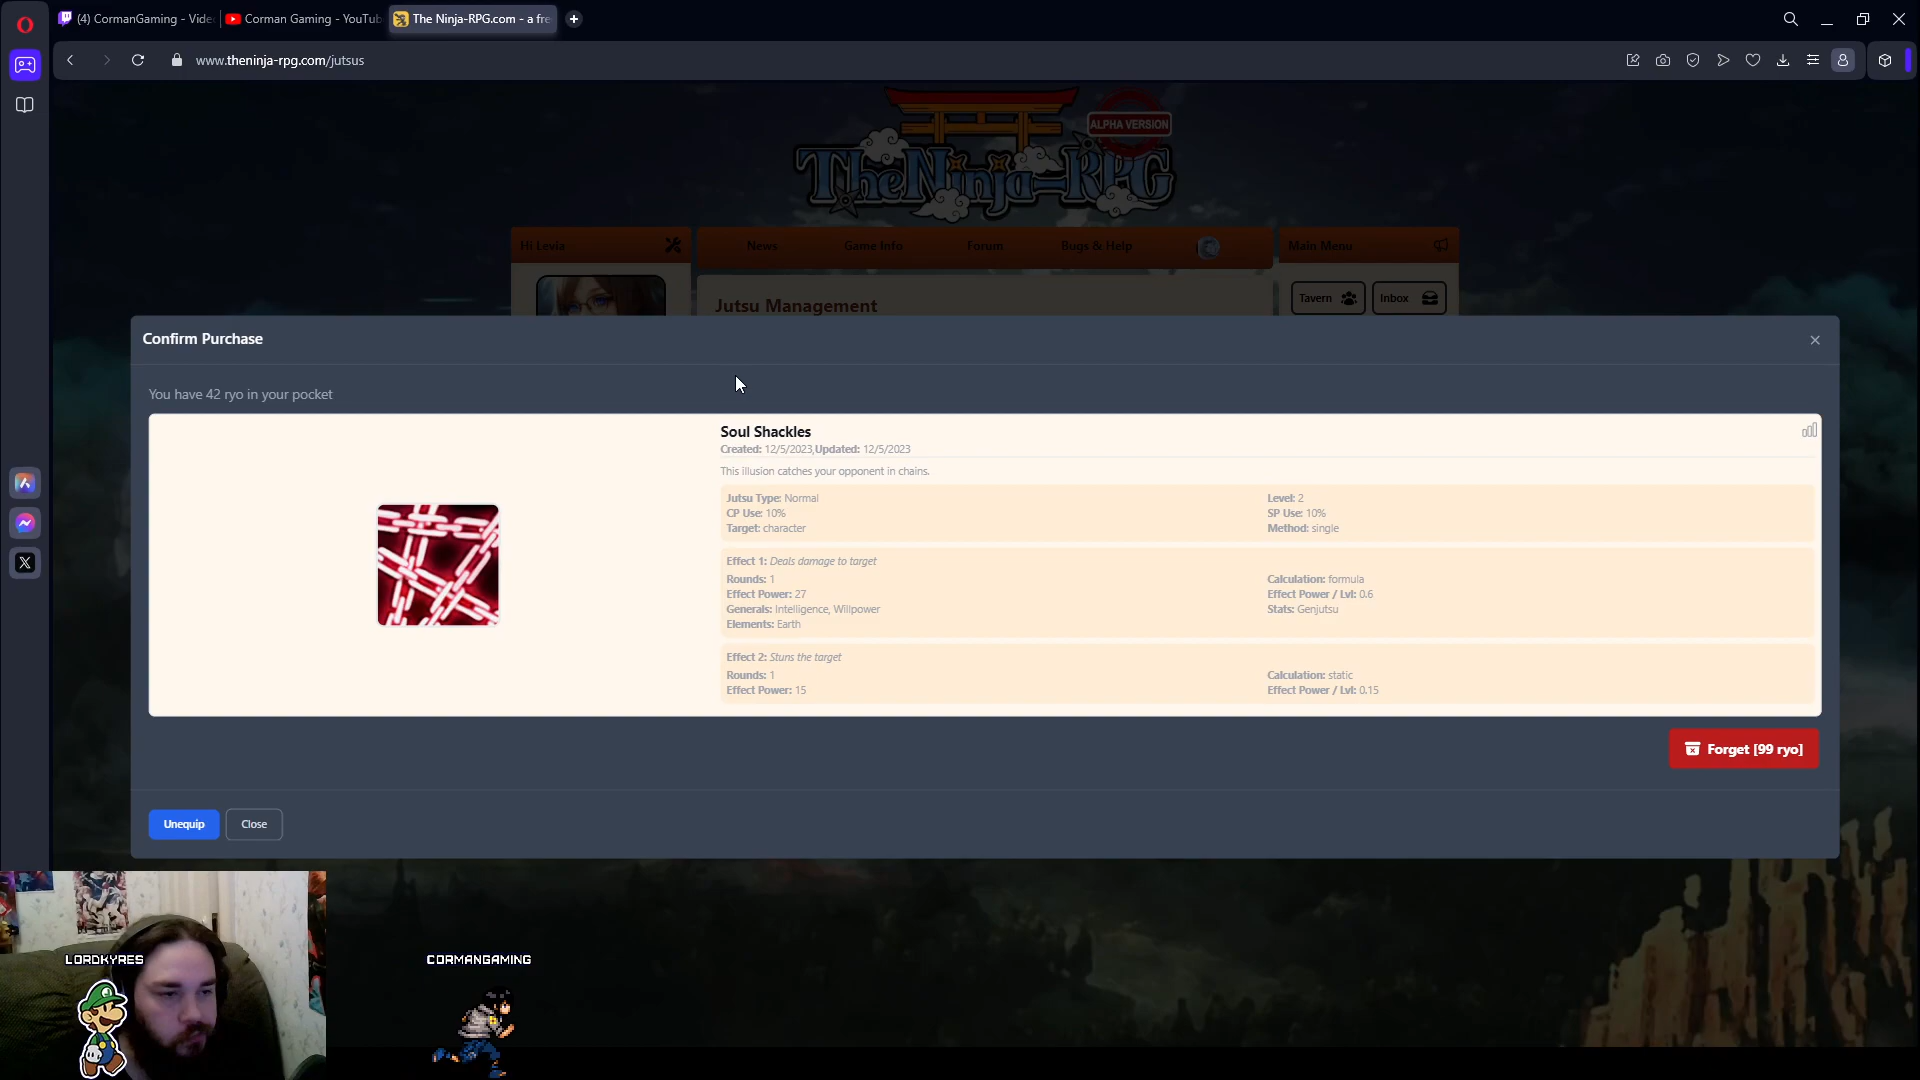 (4) CormanGaming - Vide
Corman Gaming - YouTub
The Ninja-RPG.com - a fre
www.theninja-rpg.com/jutsus
ALPHA VERSION
TheNinja-RPG
Hi Levia
News
Game Info
Forum
Bugs & Help
Main Menu
Jutsu Management
Tavern
Inbox
Confirm Purchase
You have 42 ryo in your pocket
Soul Shackles
Created: 12/5/2023,Updated: 12/5/2023
This illusion catches your opponent in chains.
Jutsu Type: Normal
Level: 2
CP Use: 10%
SP Use: 10%
Target: character
Method: single
Effect 1: Deals damage to target
Rounds: 1
Calculation: formula
Effect Power: 27
Effect Power / Lvl: 0.6
Generals: Intelligence, Willpower
Stats: Genjutsu
Elements: Earth
Effect 2: Stuns the target
Rounds: 1
Calculation: static
Effect Power: 15
Effect Power / Lvl: 0.15
Forget [99 ryo]
Unequip
Close
LORDKYRES
CORMANGAMING